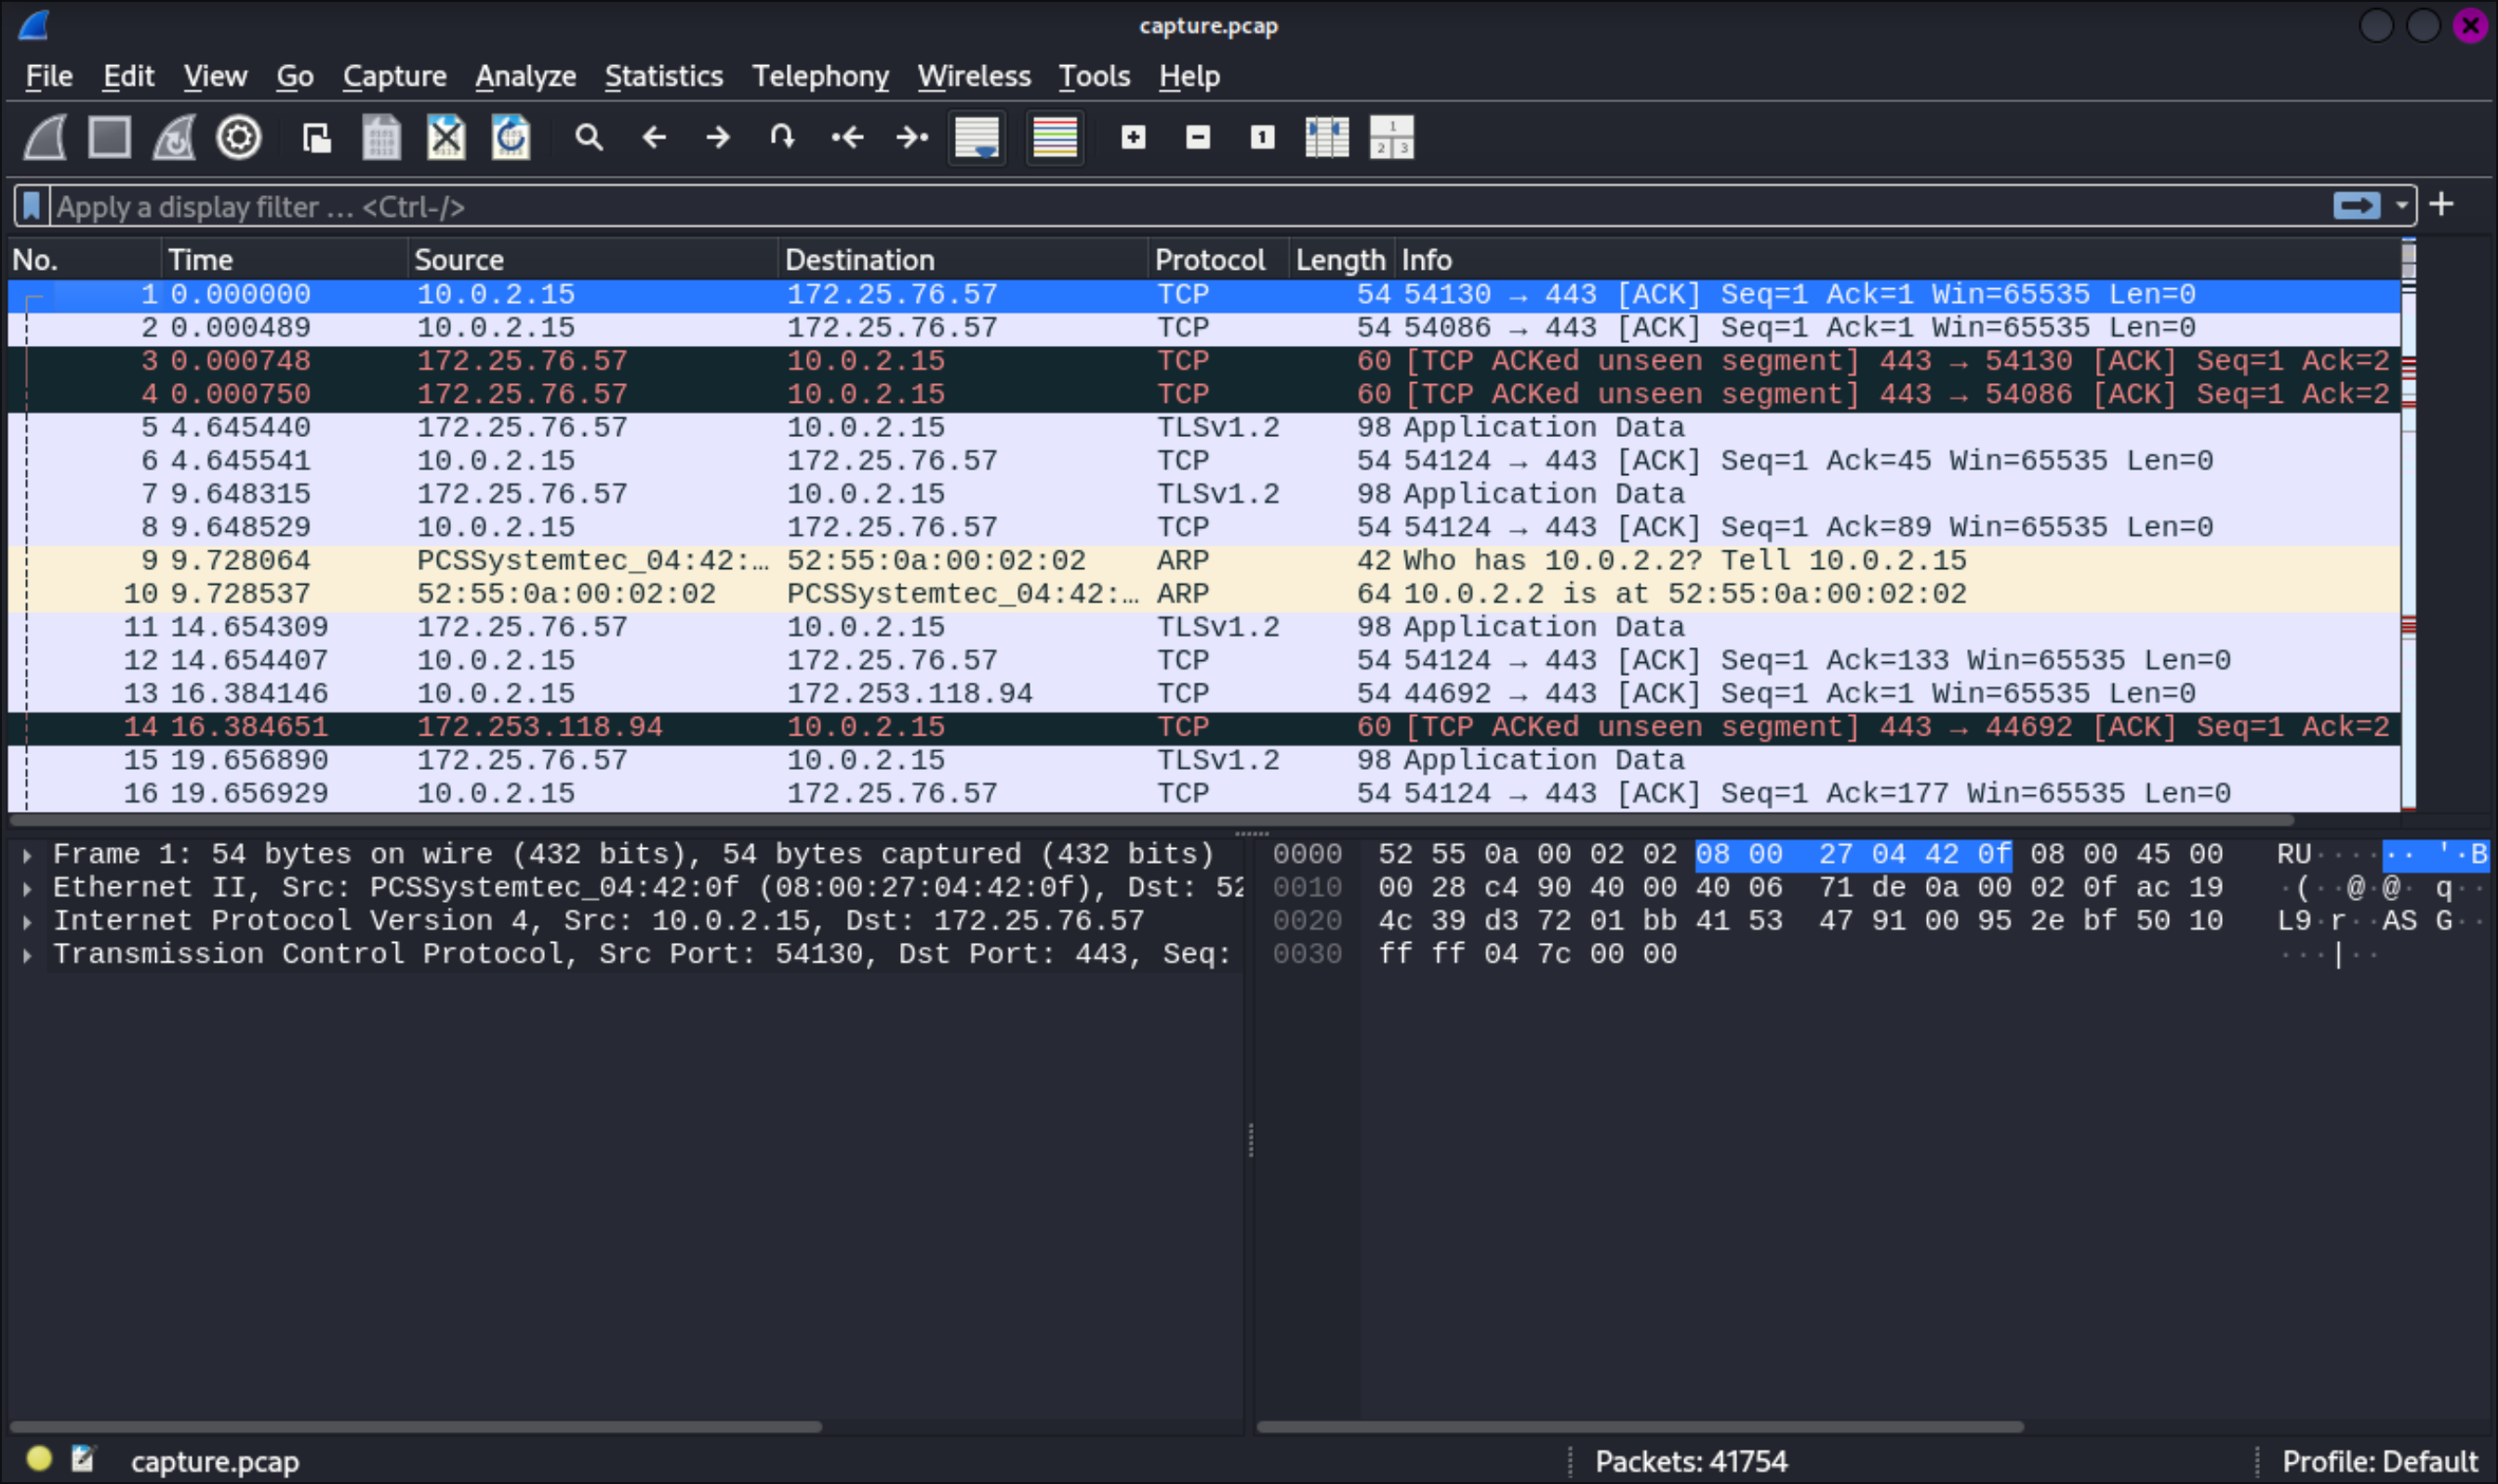 capture.pcap
File Edit View Go Capture Analyze Statistics Telephony Wireless Tools Help
Apply a display filter … <Ctrl-/>
No. Time Source Destination Protocol Length Info
1 0.000000 10.0.2.15 172.25.76.57 TCP 54 54130 → 443 [ACK] Seq=1 Ack=1 Win=65535 Len=0
2 0.000489 10.0.2.15 172.25.76.57 TCP 54 54086 → 443 [ACK] Seq=1 Ack=1 Win=65535 Len=0
3 0.000748 172.25.76.57 10.0.2.15 TCP 60 [TCP ACKed unseen segment] 443 → 54130 [ACK] Seq=1 Ack=2
4 0.000750 172.25.76.57 10.0.2.15 TCP 60 [TCP ACKed unseen segment] 443 → 54086 [ACK] Seq=1 Ack=2
5 4.645440 172.25.76.57 10.0.2.15 TLSv1.2 98 Application Data
6 4.645541 10.0.2.15 172.25.76.57 TCP 54 54124 → 443 [ACK] Seq=1 Ack=45 Win=65535 Len=0
7 9.648315 172.25.76.57 10.0.2.15 TLSv1.2 98 Application Data
8 9.648529 10.0.2.15 172.25.76.57 TCP 54 54124 → 443 [ACK] Seq=1 Ack=89 Win=65535 Len=0
9 9.728064 PCSSystemtec_04:42:… 52:55:0a:00:02:02 ARP 42 Who has 10.0.2.2? Tell 10.0.2.15
10 9.728537 52:55:0a:00:02:02 PCSSystemtec_04:42:… ARP 64 10.0.2.2 is at 52:55:0a:00:02:02
11 14.654309 172.25.76.57 10.0.2.15 TLSv1.2 98 Application Data
12 14.654407 10.0.2.15 172.25.76.57 TCP 54 54124 → 443 [ACK] Seq=1 Ack=133 Win=65535 Len=0
13 16.384146 10.0.2.15 172.253.118.94 TCP 54 44692 → 443 [ACK] Seq=1 Ack=1 Win=65535 Len=0
14 16.384651 172.253.118.94 10.0.2.15 TCP 60 [TCP ACKed unseen segment] 443 → 44692 [ACK] Seq=1 Ack=2
15 19.656890 172.25.76.57 10.0.2.15 TLSv1.2 98 Application Data
16 19.656929 10.0.2.15 172.25.76.57 TCP 54 54124 → 443 [ACK] Seq=1 Ack=177 Win=65535 Len=0
Frame 1: 54 bytes on wire (432 bits), 54 bytes captured (432 bits)
Ethernet II, Src: PCSSystemtec_04:42:0f (08:00:27:04:42:0f), Dst: 52
Internet Protocol Version 4, Src: 10.0.2.15, Dst: 172.25.76.57
Transmission Control Protocol, Src Port: 54130, Dst Port: 443, Seq:
0000 52 55 0a 00 02 02 08 00 27 04 42 0f 08 00 45 00 RU······ '·B
0010 00 28 c4 90 40 00 40 06 71 de 0a 00 02 0f ac 19 ·(··@·@· q··
0020 4c 39 d3 72 01 bb 41 53 47 91 00 95 2e bf 50 10 L9·r··AS G··
0030 ff ff 04 7c 00 00 ···|··
capture.pcap
Packets: 41754
Profile: Default